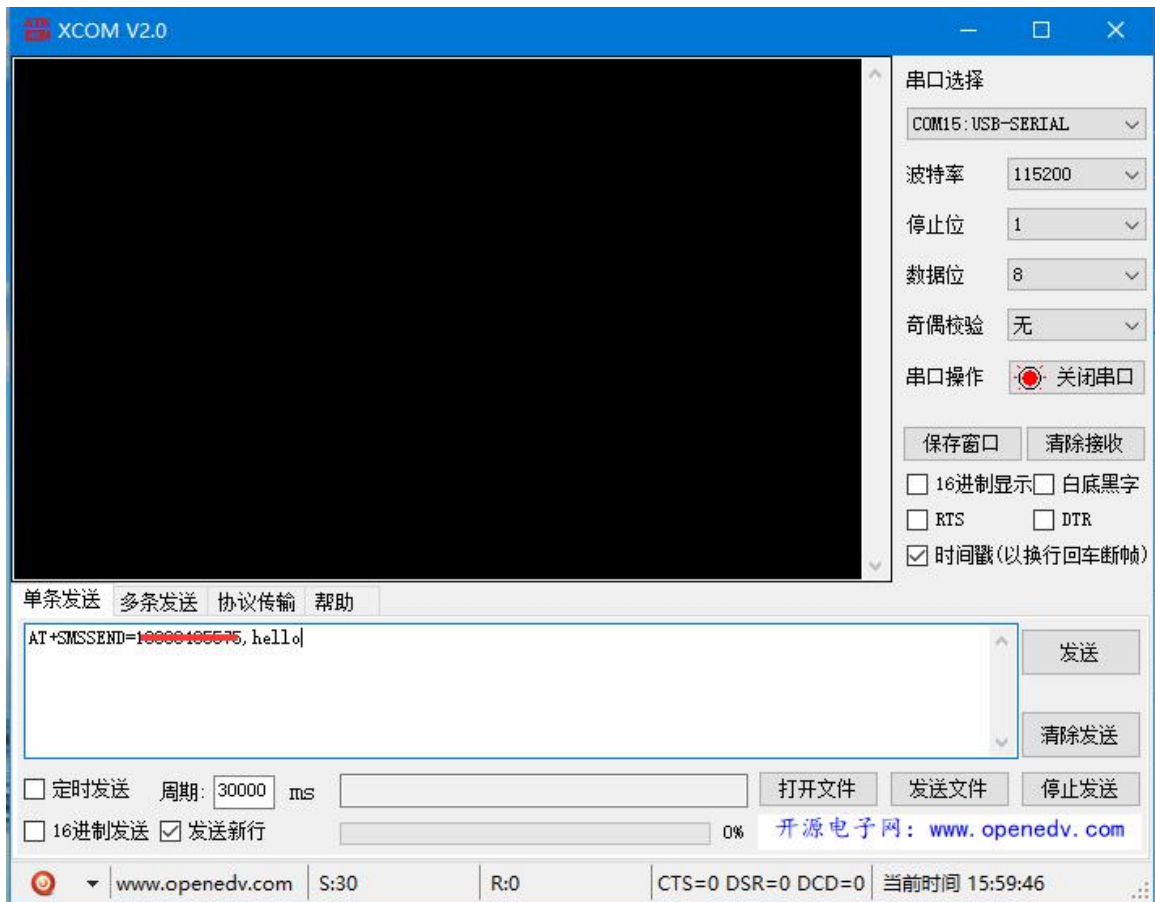 XCOM V2.0
串口选择
COM15:USB-SERIAL
波特率 115200
停止位 1
数据位 8
奇偶校验 无
串口操作 关闭串口
保存窗口 清除接收
16进制显示 白底黑字
RTS DTR
时间戳(以换行回车断帧)
单条发送 多条发送 协议传输 帮助
AT+SMSSEND= ,hello
发送
清除发送
定时发送 周期: 30000 ms 打开文件 发送文件 停止发送
16进制发送 发送新行 0% 开源电子网: www.openedv.com
www.openedv.com S:30 R:0 CTS=0 DSR=0 DCD=0 当前时间 15:59:46